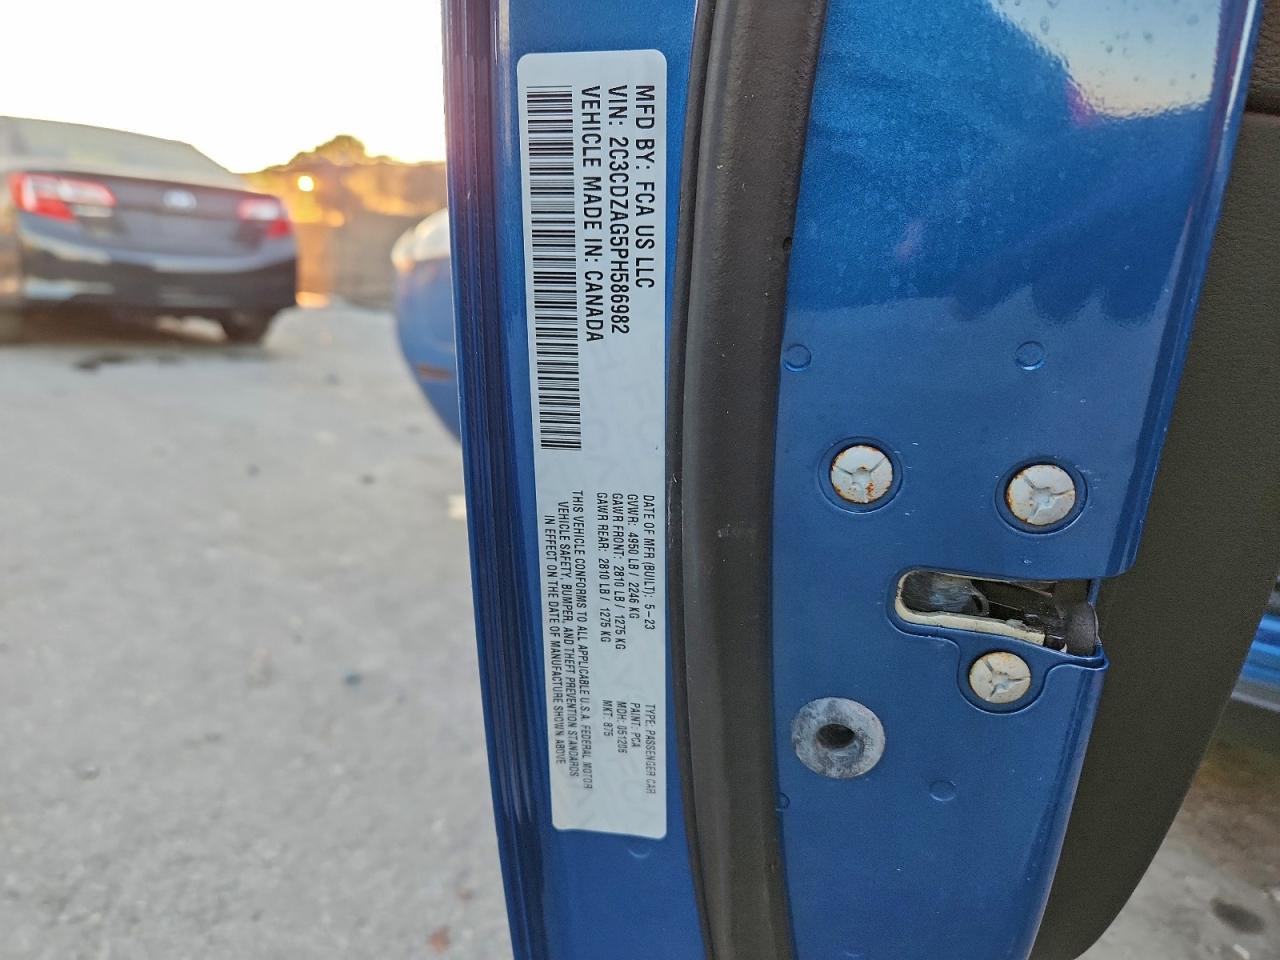 MFD BY: FCA US LLC
VIN: 2C3CDZAG5PH586982
VEHICLE MADE IN: CANADA
DATE OF MFR (BUILT): 5-23
GVWR: 4950 LB / 2246 KG
GAWR FRONT: 2810 LB / 1275 KG
GAWR REAR: 2810 LB / 1275 KG
TYPE: PASSENGER CAR
PAINT: PCA
MDH: 051206
MKT: 875
THIS VEHICLE CONFORMS TO ALL APPLICABLE U.S.A. FEDERAL MOTOR
VEHICLE SAFETY, BUMPER, AND THEFT PREVENTION STANDARDS
IN EFFECT ON THE DATE OF MANUFACTURE SHOWN ABOVE